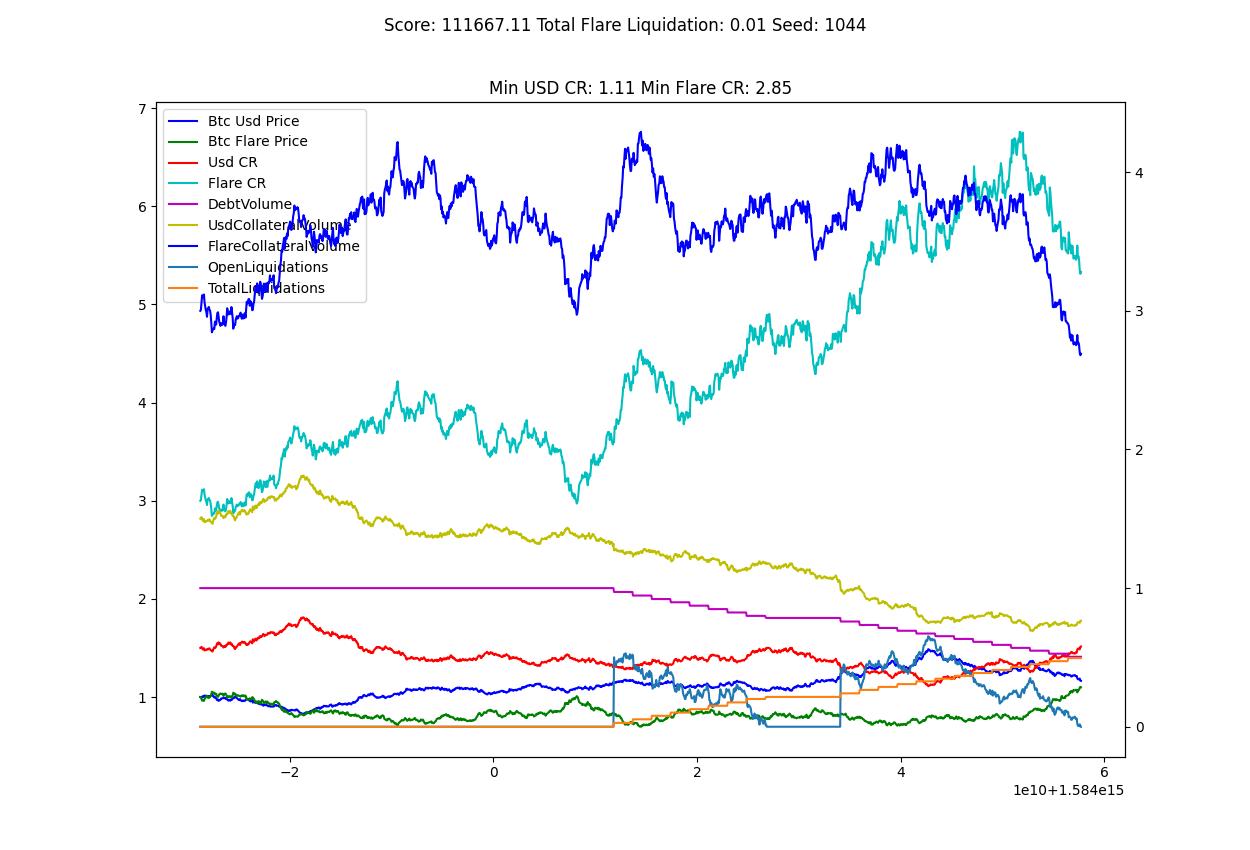 Score: 111667.11 Total Flare Liquidation: 0.01 Seed: 1044
Min USD CR: 1.11 Min Flare CR: 2.85
7
6
5
4
3
2
1
Btc Usd Price
Btc Flare Price
Usd CR
Flare CR
DebtVolume
UsdCollateralVolume
FlareCollateralVolume
OpenLiquidations
TotalLiquidations
4
3
2
1
0
−2
0
2
4
6
1e10+1.584e15